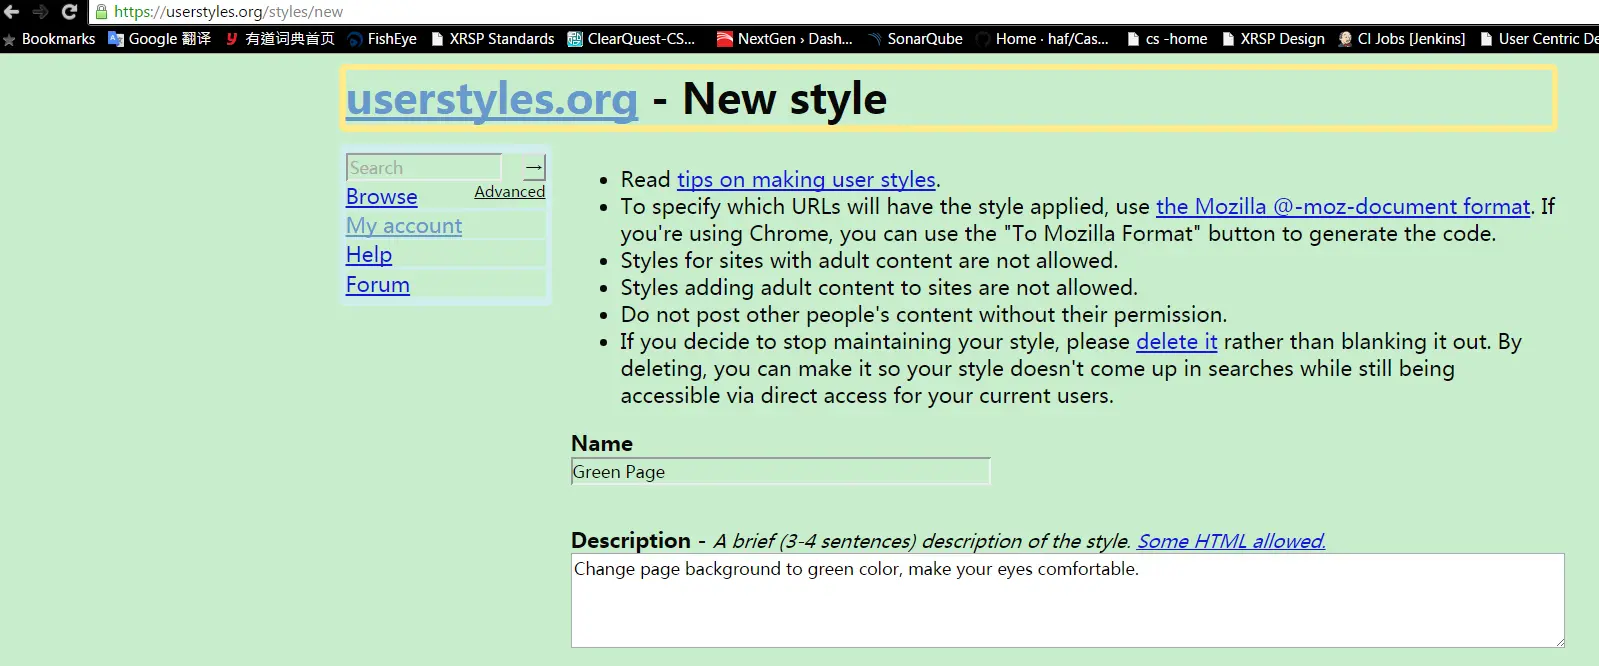 https://userstyles.org/styles/new
Bookmarks Google 翻译 有道词典首页 FishEye XRSP Standards ClearQuest-CS... NextGen › Dash... SonarQube Home · haf/Cas... cs -home XRSP Design CI Jobs [Jenkins] User Centric De
userstyles.org - New style
Search →
Advanced
Browse
My account
Help
Forum
• Read tips on making user styles.
• To specify which URLs will have the style applied, use the Mozilla @-moz-document format. If
you're using Chrome, you can use the "To Mozilla Format" button to generate the code.
• Styles for sites with adult content are not allowed.
• Styles adding adult content to sites are not allowed.
• Do not post other people's content without their permission.
• If you decide to stop maintaining your style, please delete it rather than blanking it out. By
deleting, you can make it so your style doesn't come up in searches while still being
accessible via direct access for your current users.
Name
Green Page
Description - A brief (3-4 sentences) description of the style. Some HTML allowed.
Change page background to green color, make your eyes comfortable.